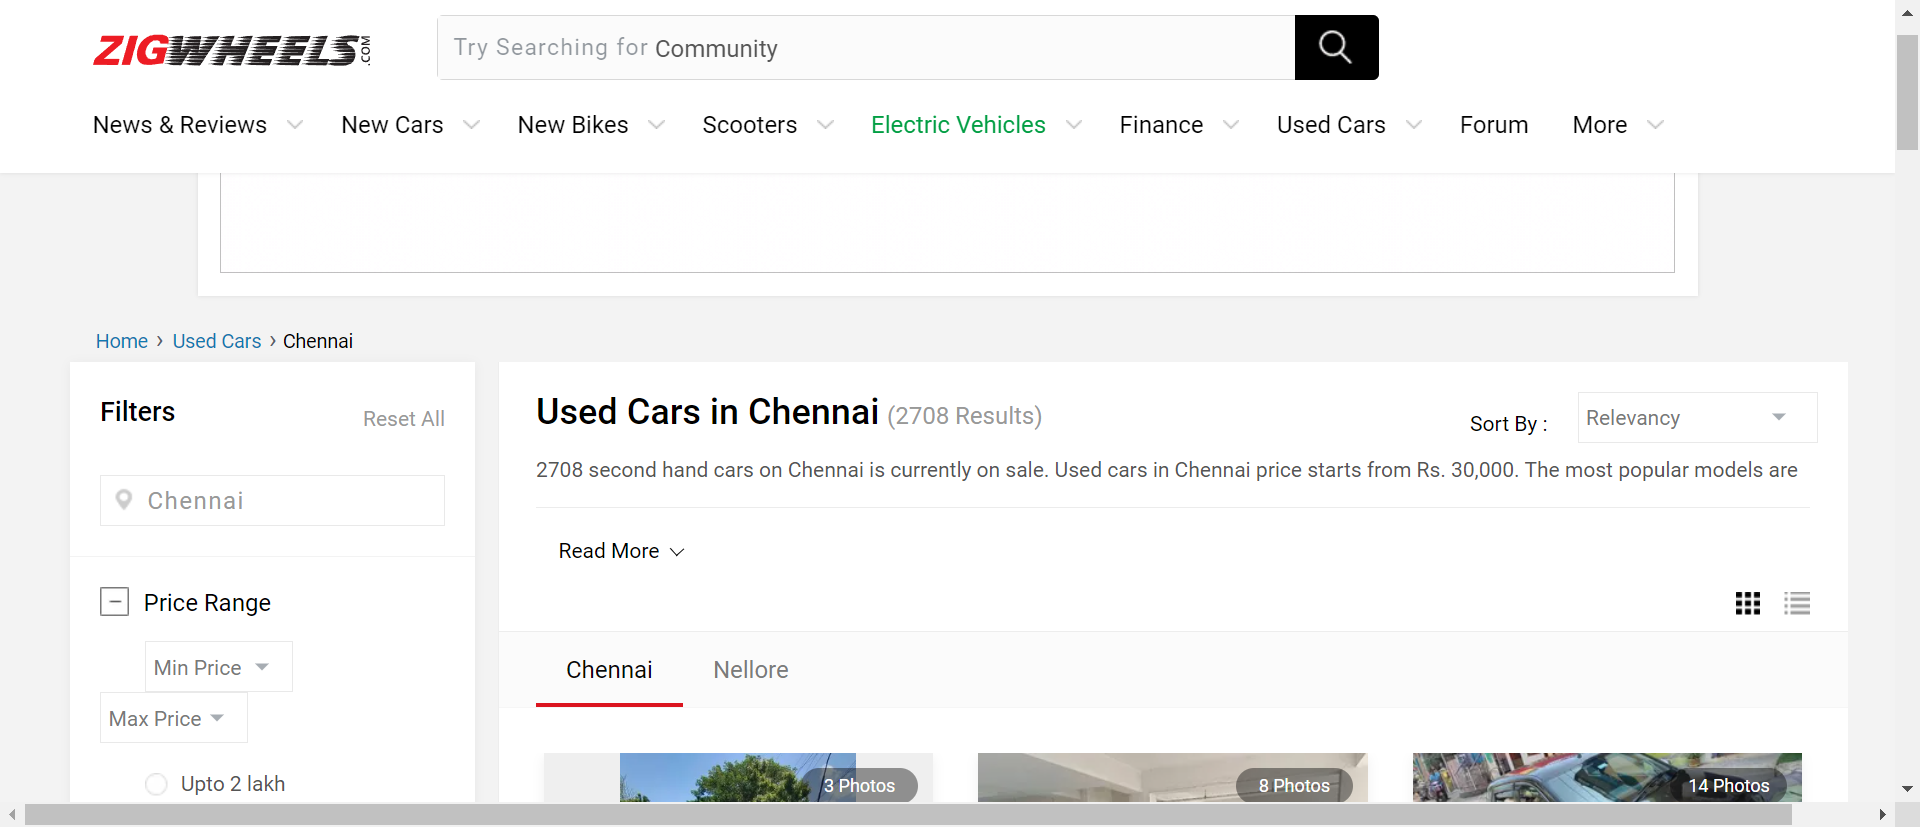 ZIGWHEELS.COM
Try Searching for Community
News & Reviews New Cars New Bikes Scooters Electric Vehicles Finance Used Cars Forum More
Home › Used Cars › Chennai
Filters
Reset All
Chennai
Price Range
Min Price
Max Price
Upto 2 lakh
Used Cars in Chennai (2708 Results)
Sort By :
Relevancy
2708 second hand cars on Chennai is currently on sale. Used cars in Chennai price starts from Rs. 30,000. The most popular models are
Read More
Chennai Nellore
3 Photos
8 Photos
14 Photos